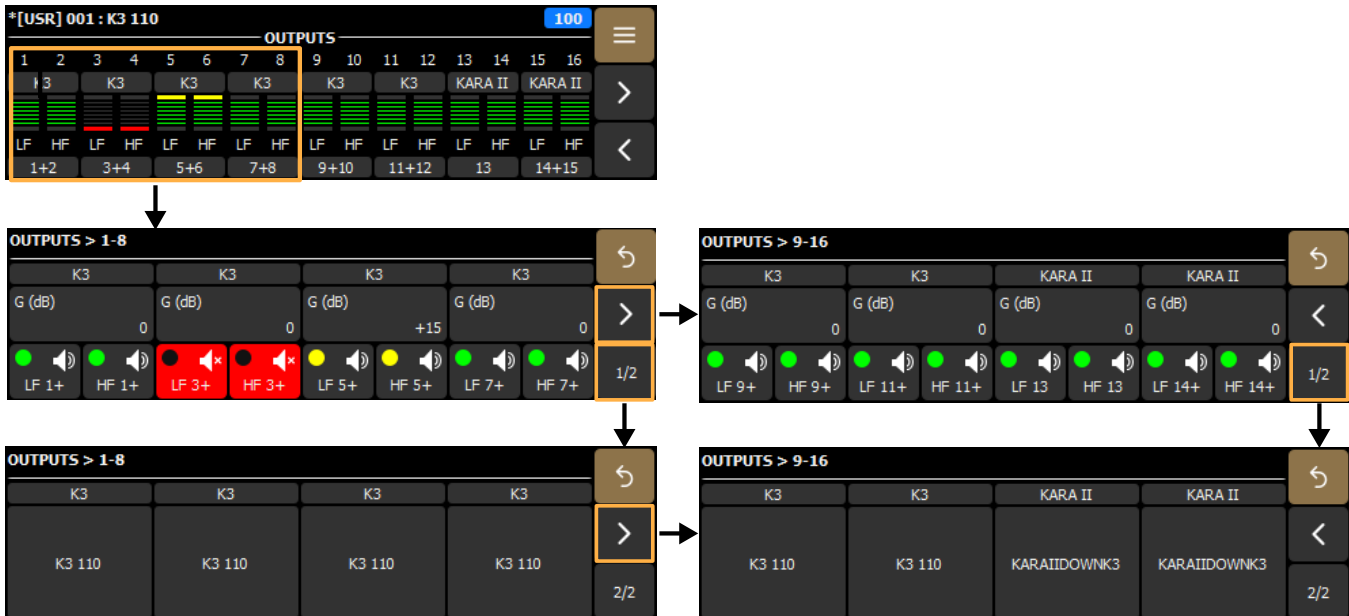 *[USR] 001 : K3 110 100
OUTPUTS
1 2 3 4 5 6 7 8 9 10 11 12 13 14 15 16
K3 K3 K3 K3 K3 K3 KARA II KARA II
LF HF LF HF LF HF LF HF LF HF LF HF LF HF LF HF
1+2 3+4 5+6 7+8 9+10 11+12 13 14+15
OUTPUTS > 1-8
K3 K3 K3 K3
G (dB) G (dB) G (dB) G (dB)
0 0 +15 0
LF 1+ HF 1+ LF 3+ HF 3+ LF 5+ HF 5+ LF 7+ HF 7+
1/2
OUTPUTS > 9-16
K3 K3 KARA II KARA II
G (dB) G (dB) G (dB) G (dB)
0 0 0 0
LF 9+ HF 9+ LF 11+ HF 11+ LF 13 HF 13 LF 14+ HF 14+
1/2
OUTPUTS > 1-8
K3 K3 K3 K3
K3 110 K3 110 K3 110 K3 110
2/2
OUTPUTS > 9-16
K3 K3 KARA II KARA II
K3 110 K3 110 KARAIIDOWNK3 KARAIIDOWNK3
2/2